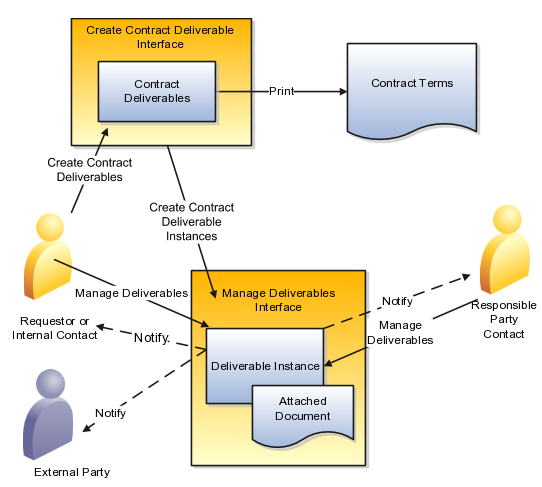 Create Contract Deliverable
Interface
Contract
Deliverables
Print
Contract Terms
Create Contract
Deliverables
Create Contract
Deliverable
Instances
Manage Deliverables
Manage Deliverables
Interface
Notify
Responsible
Party
Contact
Requestor or
Internal Contact
Notify
Manage
Deliverables
Deliverable Instance
Attached
Document
Notify
External Party